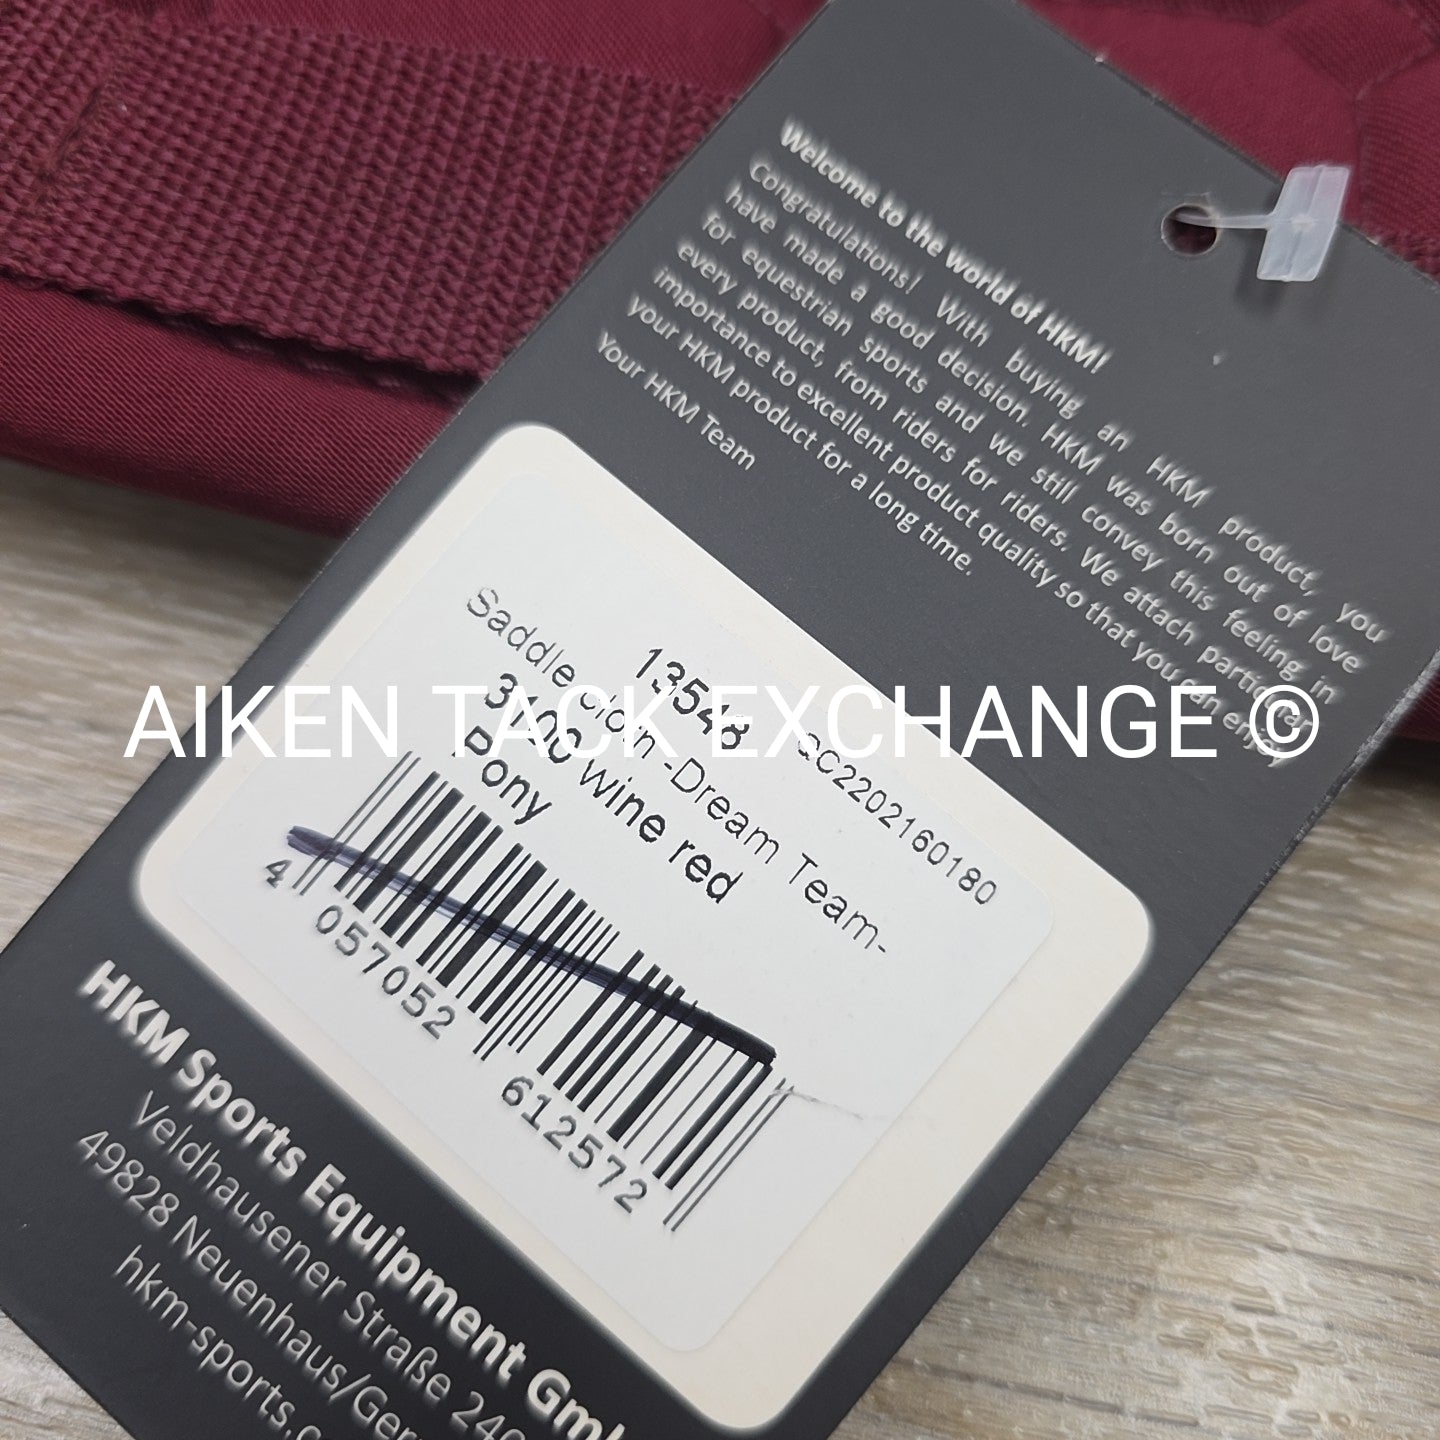 Welcome to the world of HKM!
Congratulations! With buying an HKM product, you
have made a good decision. HKM was born out of love
for equestrian sports and we still convey this feeling in
every product, from riders for riders. We attach particular
importance to excellent product quality so that you can enjoy
your HKM product for a long time.
Your HKM Team
13548 QC2202160180
Saddle cloth -Dream Team-
3100 wine red
Pony
4 057052 612572
AIKEN TACK EXCHANGE ©
HKM Sports Equipment
Veldhausener Straße
49828 Neuenhaus/
hkm-sports.